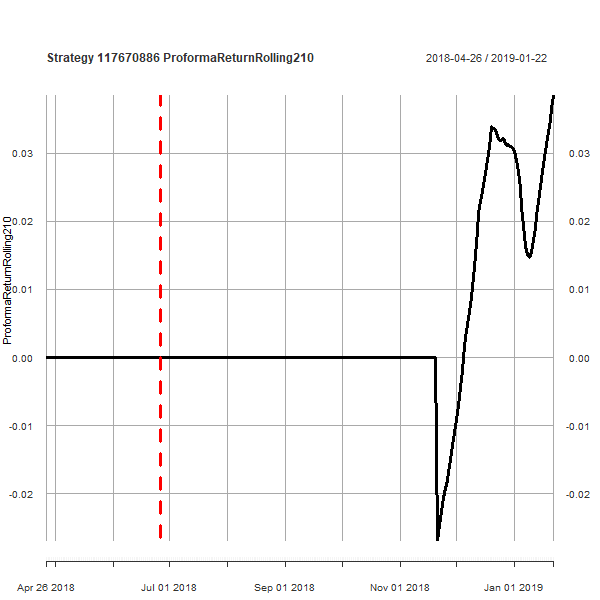 Strategy 117670886 ProformaReturnRolling210
2018-04-26 / 2019-01-22
ProformaReturnRolling210
0.03
0.02
0.01
0.00
-0.01
-0.02
0.03
0.02
0.01
0.00
-0.01
-0.02
Apr 26 2018
Jul 01 2018
Sep 01 2018
Nov 01 2018
Jan 01 2019